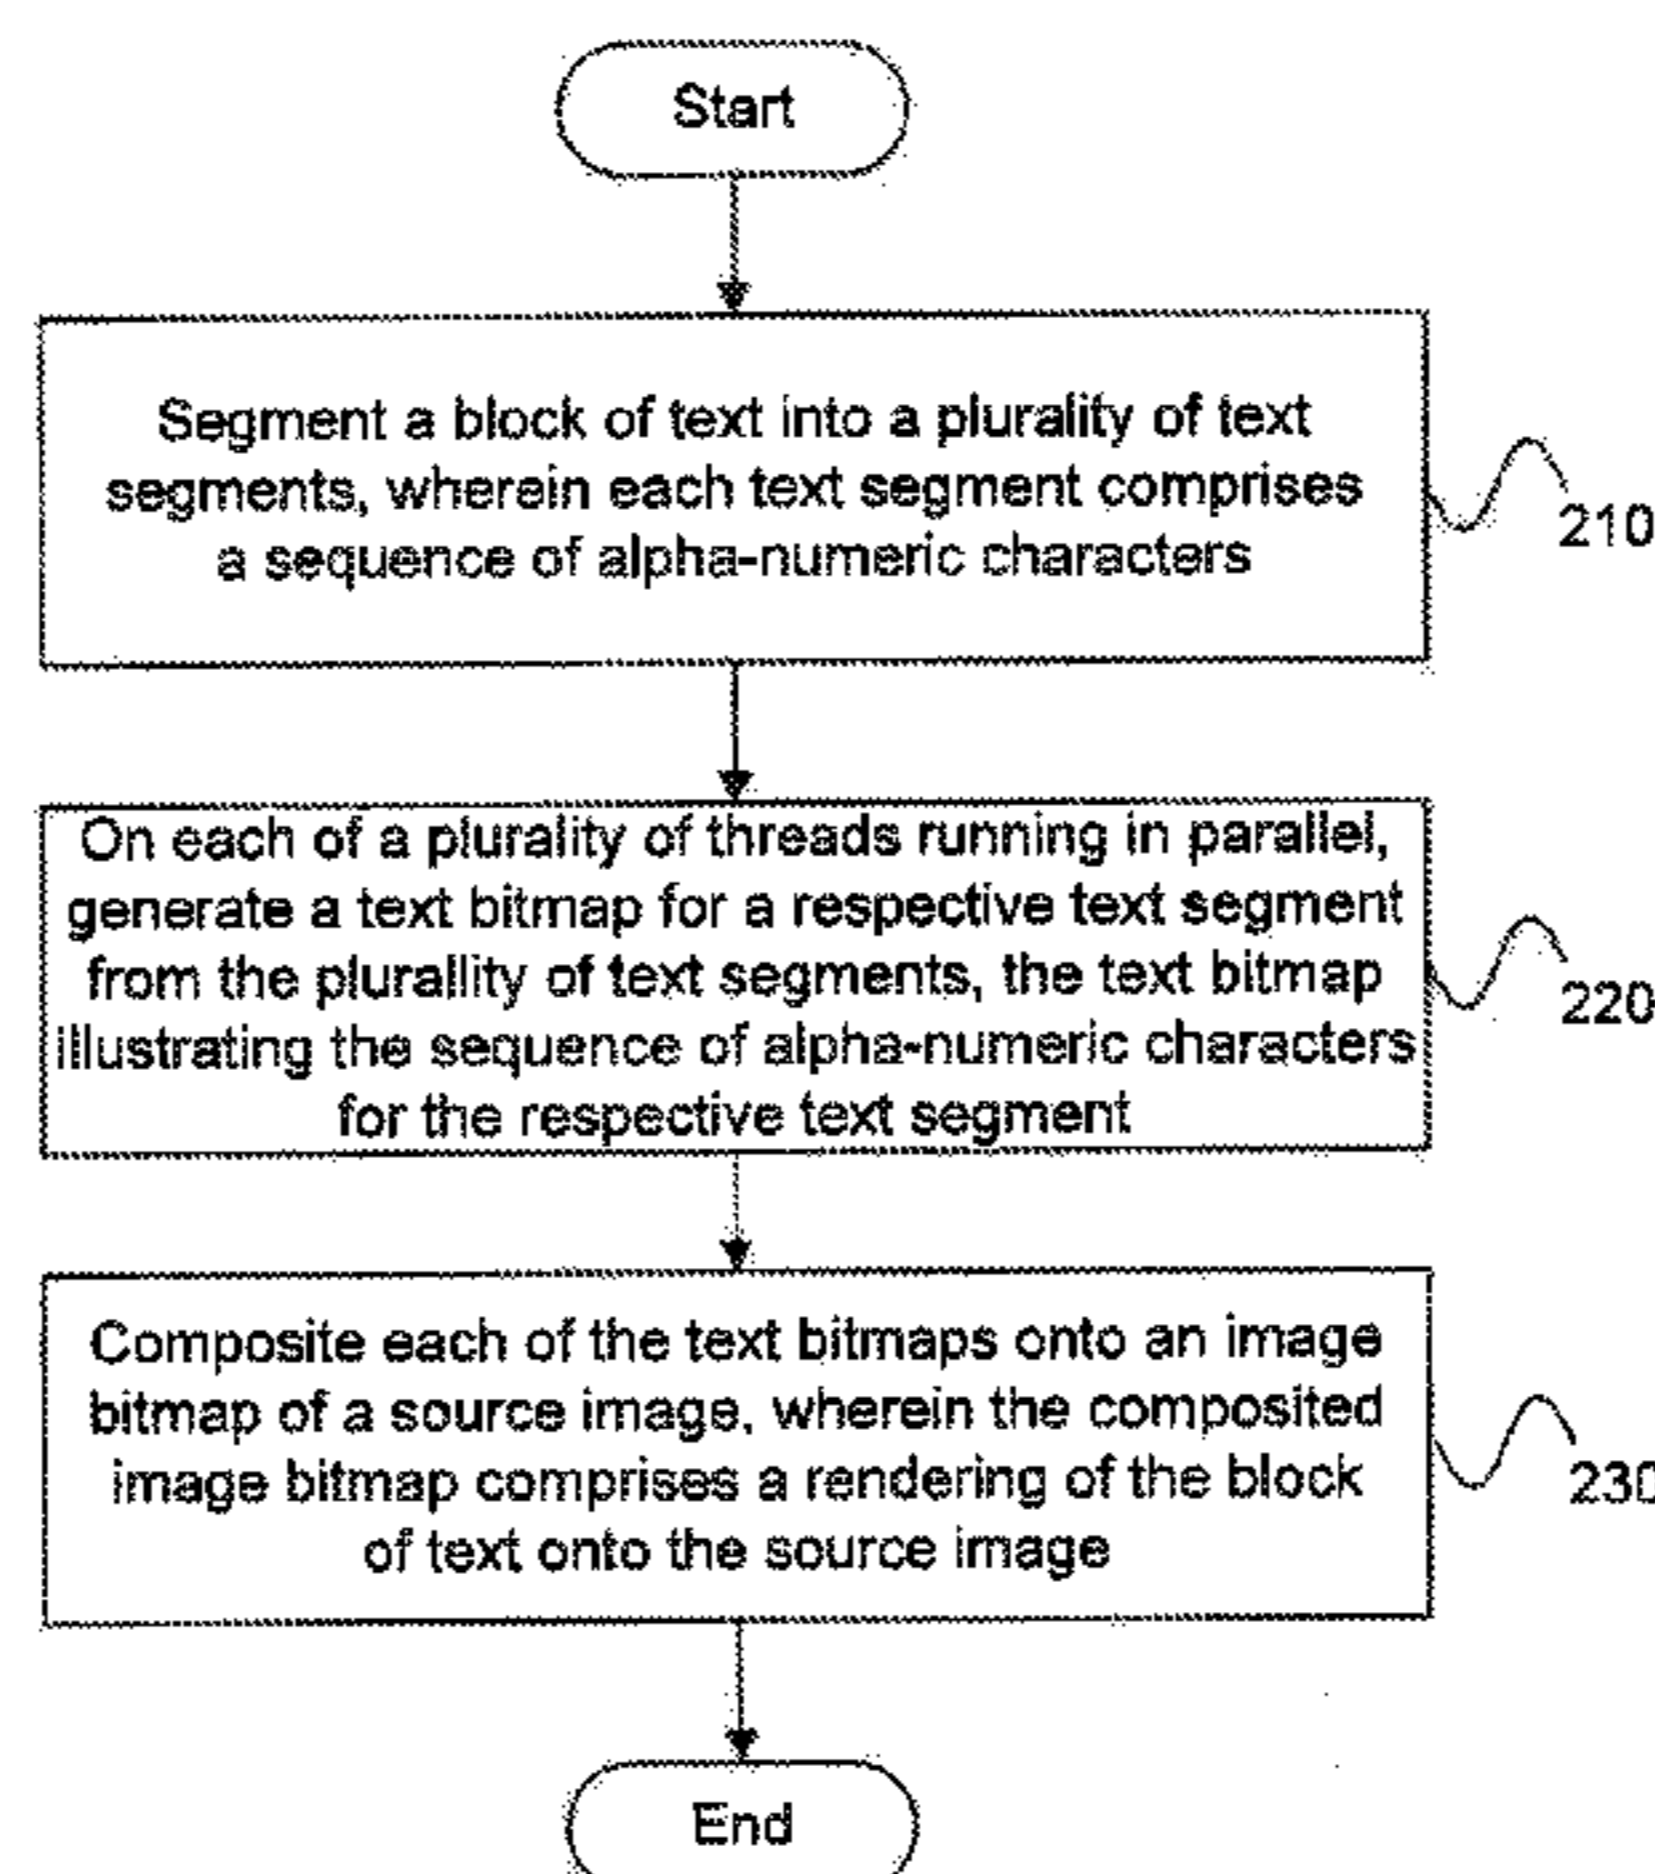 Start
Segment a block of text into a plurality of text
segments, wherein each text segment comprises
a sequence of alpha-numeric characters
210
On each of a plurality of threads running in parallel,
generate a text bitmap for a respective text segment
from the plurallity of text segments, the text bitmap
illustrating the sequence of alpha-numeric characters
for the respective text segment
220
Composite each of the text bitmaps onto an image
bitmap of a source image, wherein the composited
image bitmap comprises a rendering of the block
of text onto the source image
230
End